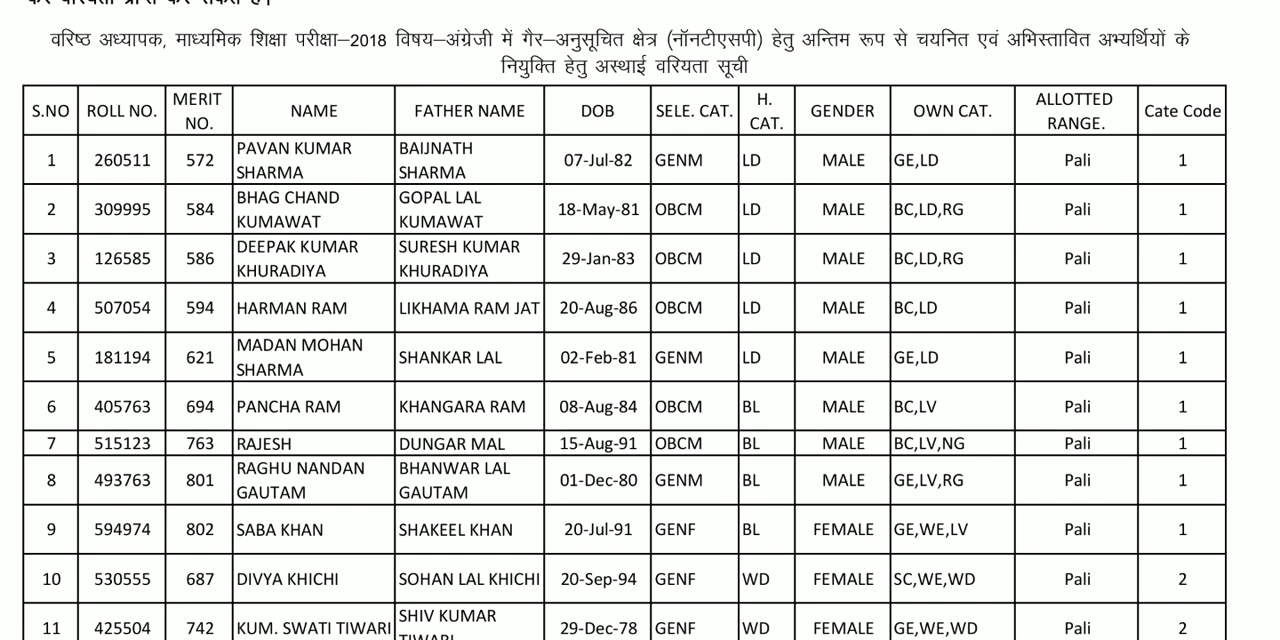 वरिष्ठ अध्यापक, माध्यमिक शिक्षा परीक्षा–2018 विषय–अंग्रेजी में गैर–अनुसूचित क्षेत्र (नॉनटीएसपी) हेतु अन्तिम रूप से चयनित एवं अभिस्तावित अभ्यर्थियों के
नियुक्ति हेतु अस्थाई वरियता सूची
S.NO ROLL NO. MERIT NO. NAME FATHER NAME DOB SELE. CAT. H. CAT. GENDER OWN CAT. ALLOTTED RANGE. Cate Code
1 260511 572 PAVAN KUMAR SHARMA BAIJNATH SHARMA 07-Jul-82 GENM LD MALE GE,LD Pali 1
2 309995 584 BHAG CHAND KUMAWAT GOPAL LAL KUMAWAT 18-May-81 OBCM LD MALE BC,LD,RG Pali 1
3 126585 586 DEEPAK KUMAR KHURADIYA SURESH KUMAR KHURADIYA 29-Jan-83 OBCM LD MALE BC,LD,RG Pali 1
4 507054 594 HARMAN RAM LIKHAMA RAM JAT 20-Aug-86 OBCM LD MALE BC,LD Pali 1
5 181194 621 MADAN MOHAN SHARMA SHANKAR LAL 02-Feb-81 GENM LD MALE GE,LD Pali 1
6 405763 694 PANCHA RAM KHANGARA RAM 08-Aug-84 OBCM BL MALE BC,LV Pali 1
7 515123 763 RAJESH DUNGAR MAL 15-Aug-91 OBCM BL MALE BC,LV,NG Pali 1
8 493763 801 RAGHU NANDAN GAUTAM BHANWAR LAL GAUTAM 01-Dec-80 GENM BL MALE GE,LV,RG Pali 1
9 594974 802 SABA KHAN SHAKEEL KHAN 20-Jul-91 GENF BL FEMALE GE,WE,LV Pali 1
10 530555 687 DIVYA KHICHI SOHAN LAL KHICHI 20-Sep-94 GENF WD FEMALE SC,WE,WD Pali 2
11 425504 742 KUM. SWATI TIWARI SHIV KUMAR TIWARI 29-Dec-78 GENF WD FEMALE GE,WE,WD Pali 2